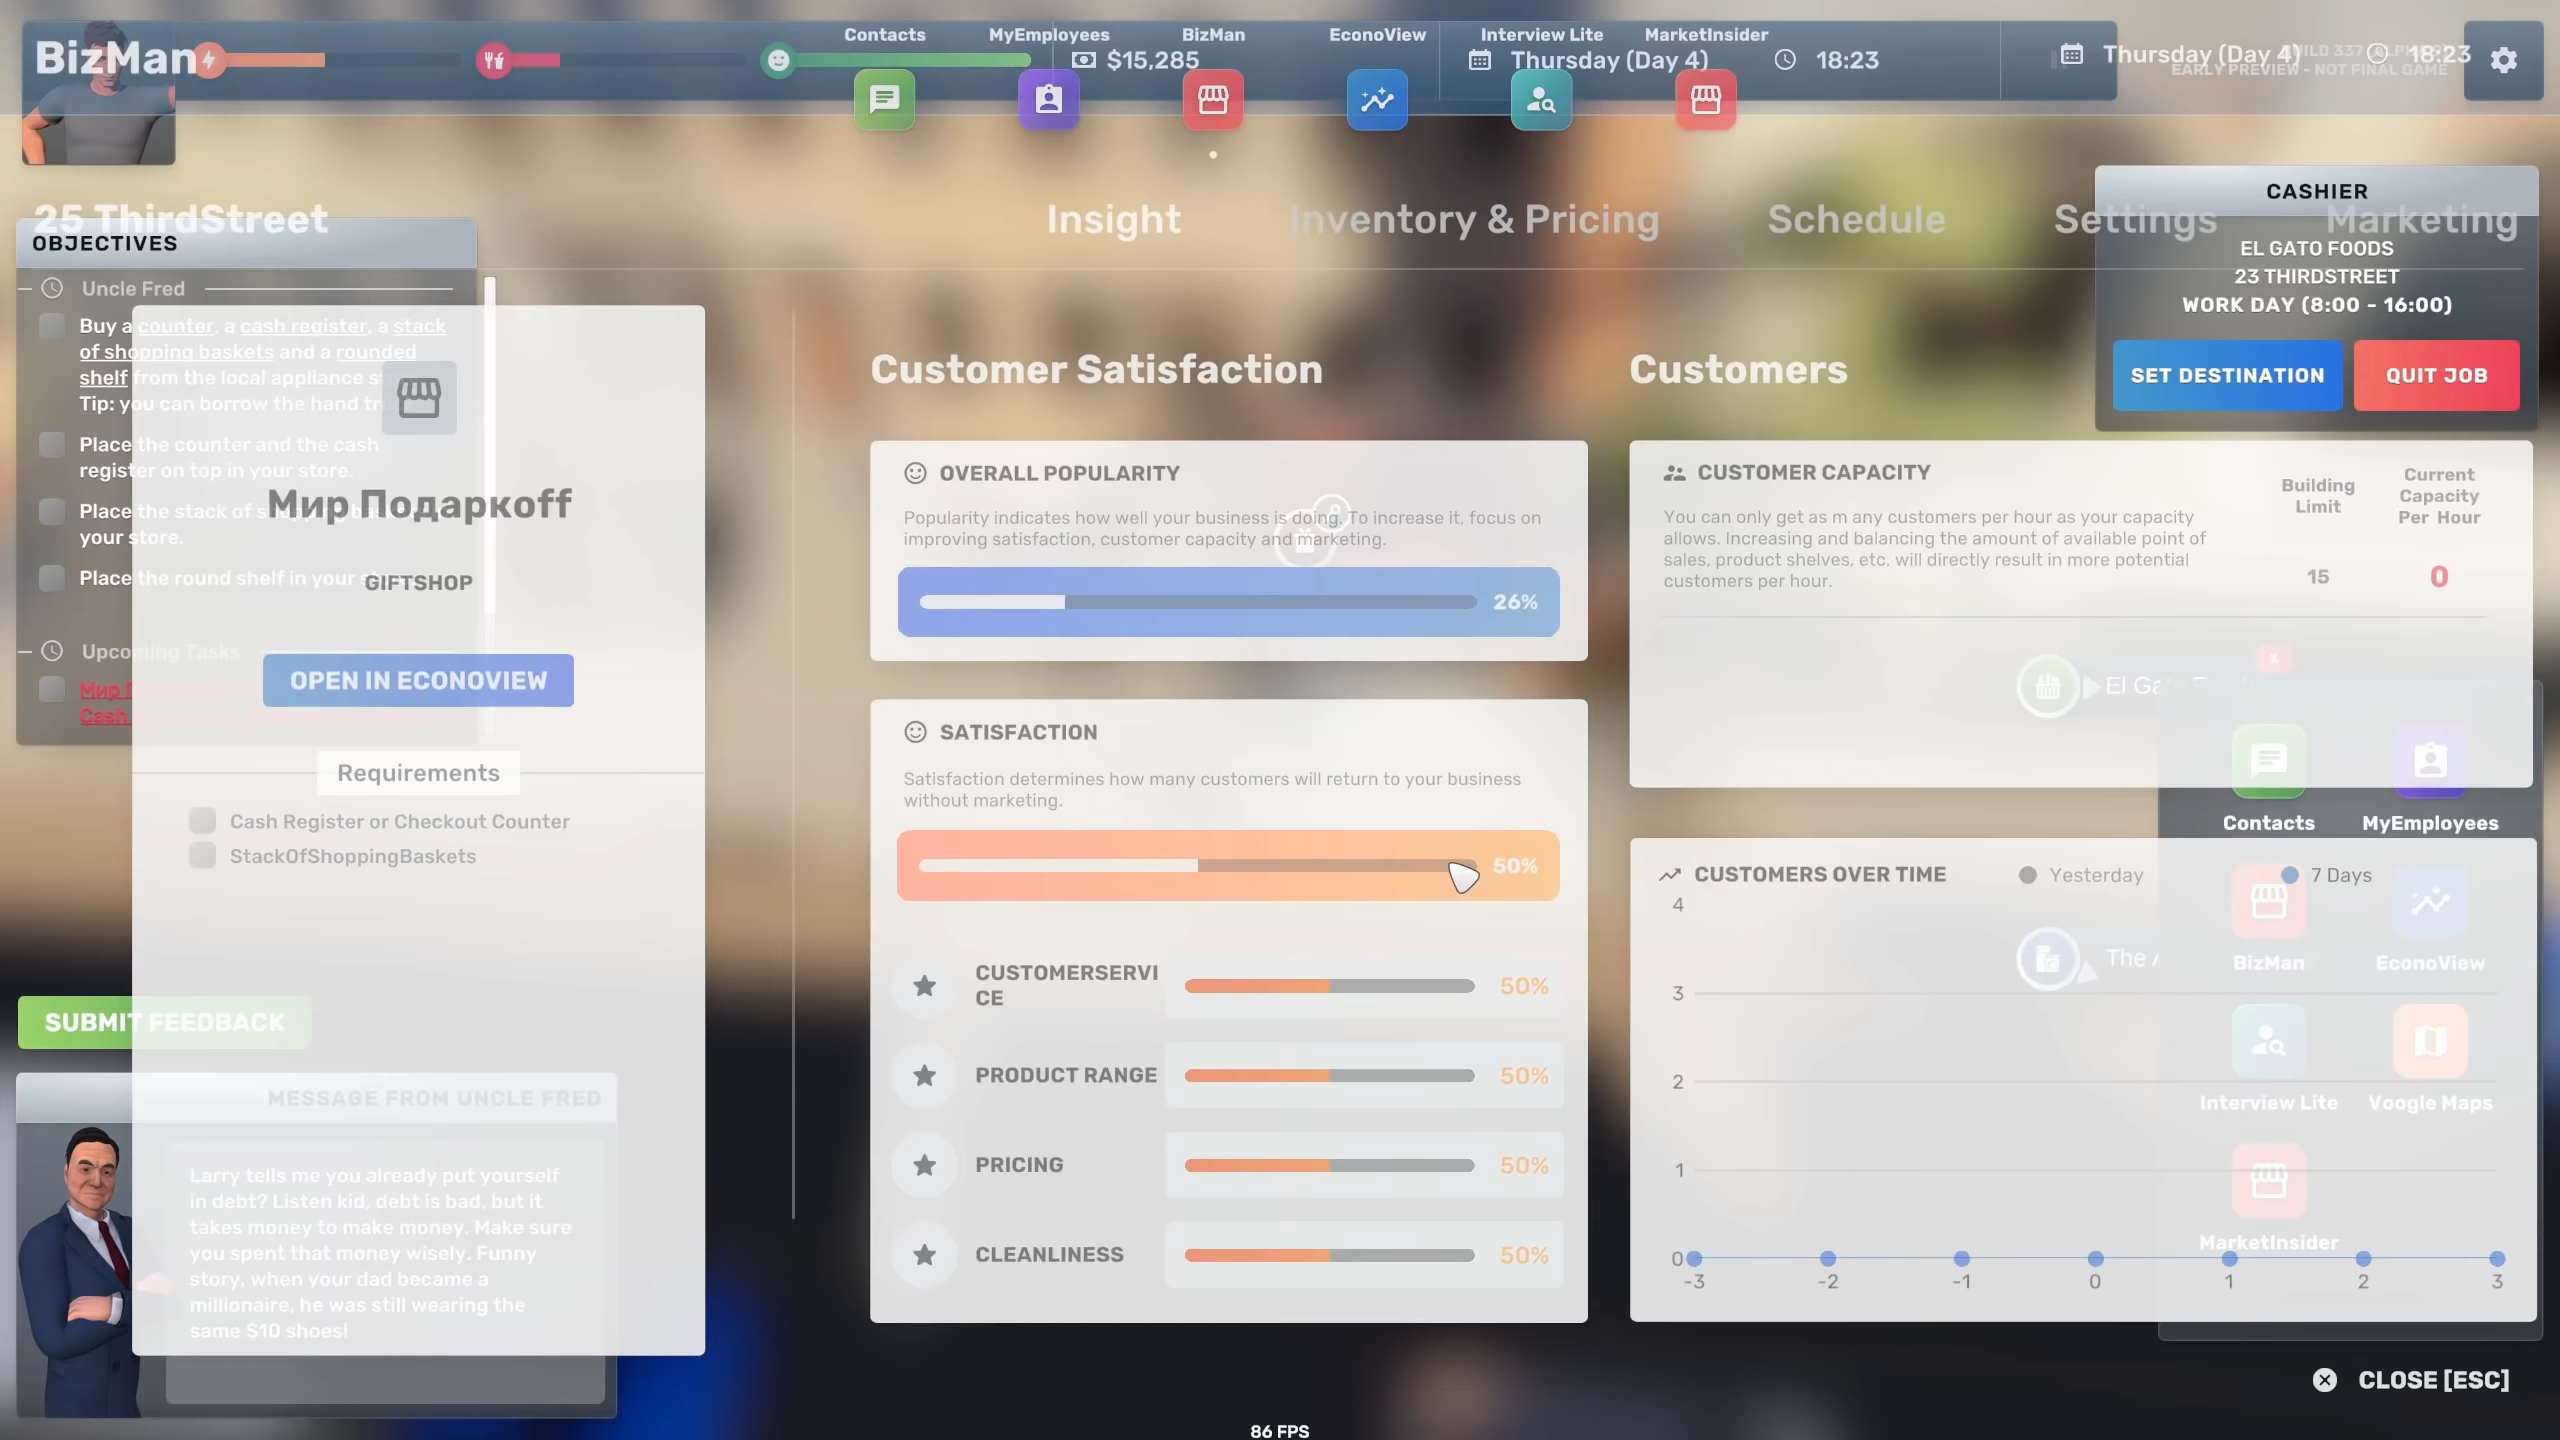 BizMan
Contacts
MyEmployees
BizMan
EconoView
Interview Lite
MarketInsider
$15,285
Thursday (Day 4)
18:23
Thursday (Day 4)
18:23
EARLY PREVIEW - NOT FINAL GAME
25 ThirdStreet
Insight
Inventory & Pricing
Schedule
Settings
Marketing
OBJECTIVES
Uncle Fred
Buy a counter, a cash register, a stack
of shopping baskets and a rounded
shelf from the local appliance
Tip: you can borrow the hand
Place the counter and the cash
register on top in your store.
Place the stack of shopping
your store.
Place the round shelf in your
Upcoming Tasks
Мир
Cash
Мир Подаркоff
GIFTSHOP
OPEN IN ECONOVIEW
Requirements
Cash Register or Checkout Counter
StackOfShoppingBaskets
SUBMIT FEEDBACK
MESSAGE FROM UNCLE FRED
Larry tells me you already put yourself
in debt? Listen kid, debt is bad, but it
takes money to make money. Make sure
you spent that money wisely. Funny
story, when your dad became a
millionaire, he was still wearing the
same $10 shoes!
Customer Satisfaction
OVERALL POPULARITY
Popularity indicates how well your business is doing. To increase it, focus on
improving satisfaction, customer capacity and marketing.
26%
SATISFACTION
Satisfaction determines how many customers will return to your business
without marketing.
50%
CUSTOMERSERVI
CE
50%
PRODUCT RANGE
50%
PRICING
50%
CLEANLINESS
50%
Customers
CUSTOMER CAPACITY
You can only get as m any customers per hour as your capacity
allows. Increasing and balancing the amount of available point of
sales, product shelves, etc. will directly result in more potential
customers per hour.
Building
Limit
15
Current
Capacity
Per Hour
0
CASHIER
EL GATO FOODS
23 THIRDSTREET
WORK DAY (8:00 - 16:00)
SET DESTINATION
QUIT JOB
x
El
Contacts
MyEmployees
BizMan
EconoView
Interview Lite
Voogle Maps
MarketInsider
The
CUSTOMERS OVER TIME
Yesterday
7 Days
4
3
2
1
0
-3
-2
-1
0
1
2
3
CLOSE [ESC]
86 FPS